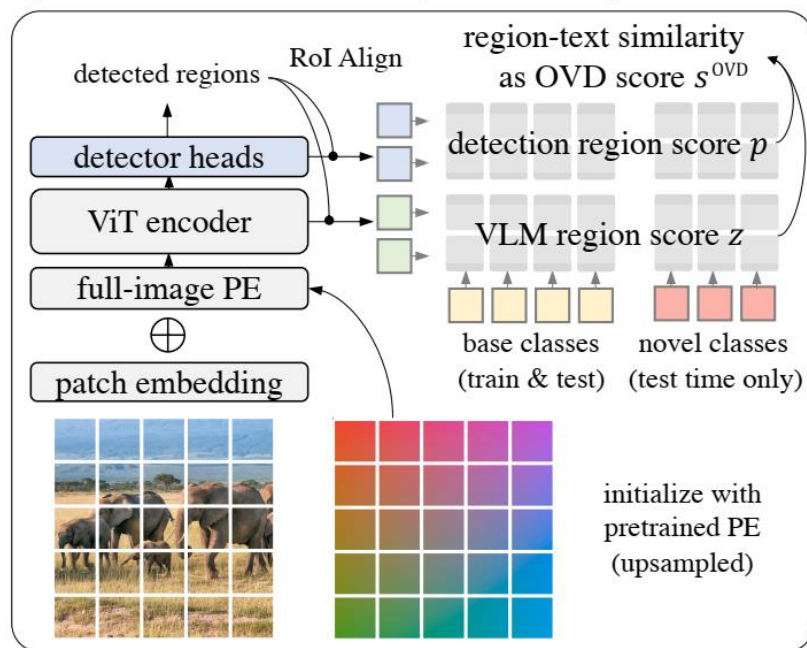 region-text similarity
as OVD score s^OVD
RoI Align
detected regions
detector heads
detection region score p
ViT encoder
VLM region score z
full-image PE
base classes
(train & test)
novel classes
(test time only)
patch embedding
initialize with
pretrained PE
(upsampled)